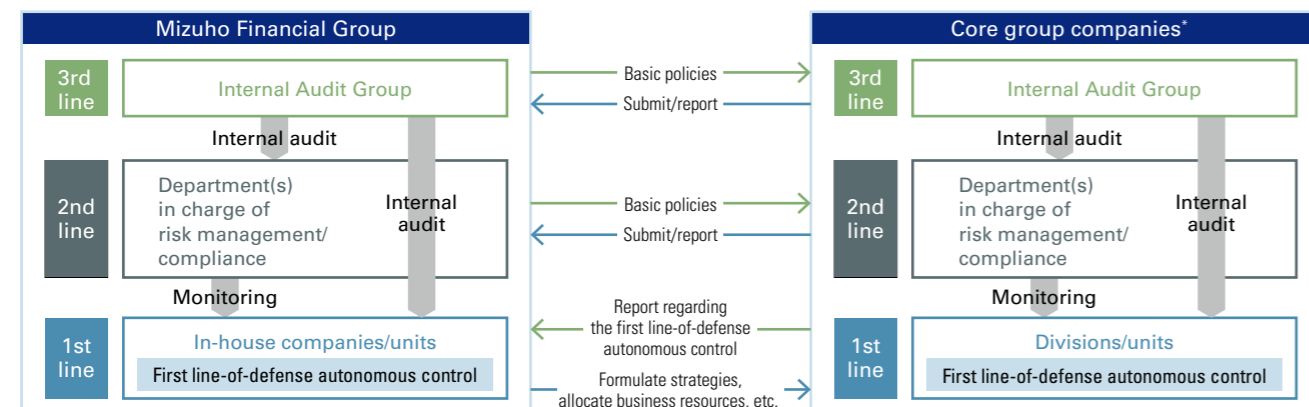 Mizuho Financial Group
3rd
line
Internal Audit Group
Internal audit
2nd
line
Department(s)
in charge of
risk management/
compliance
Internal
audit
Monitoring
1st
line
In-house companies/units
First line-of-defense autonomous control
Basic policies
Submit/report
Basic policies
Submit/report
Report regarding
the first line-of-defense
autonomous control
Formulate strategies,
allocate business resources, etc.
Core group companies*
3rd
line
Internal Audit Group
Internal audit
2nd
line
Department(s)
in charge of
risk management/
compliance
Internal
audit
Monitoring
1st
line
Divisions/units
First line-of-defense autonomous control